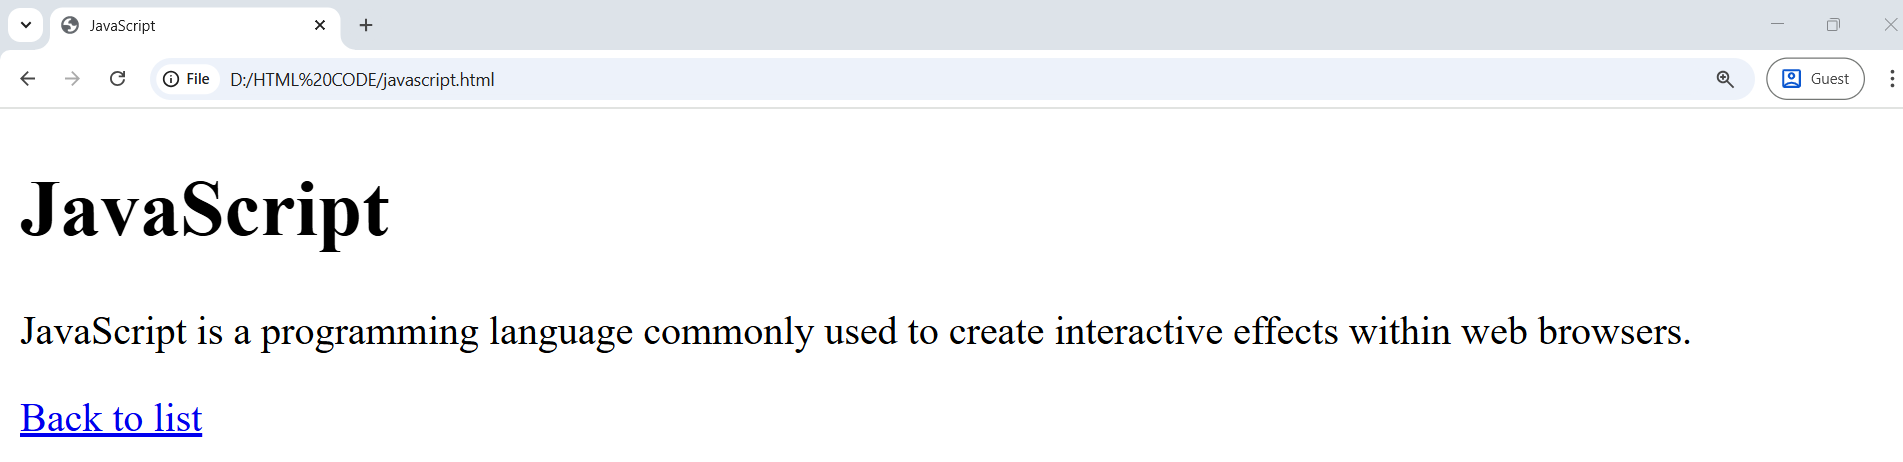 JavaScript
File D:/HTML%20CODE/javascript.html Guest
JavaScript
JavaScript is a programming language commonly used to create interactive effects within web browsers.
Back to list